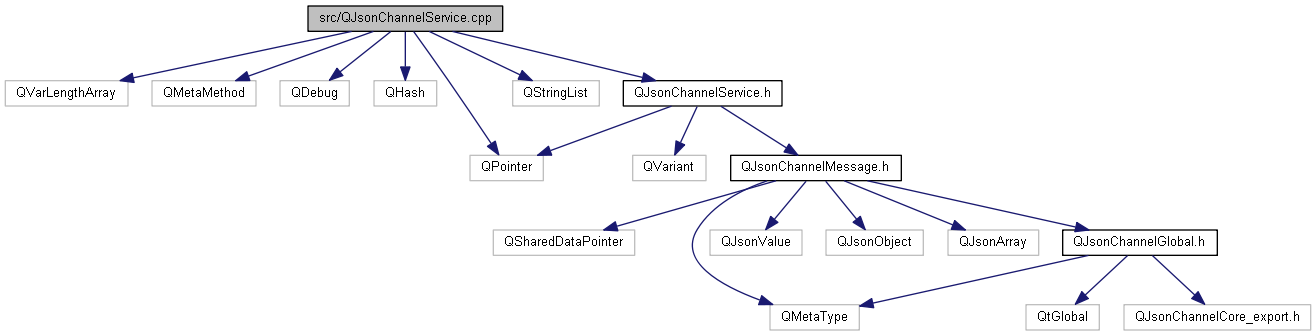 src/QJsonChannelService.cpp
QVarLengthArray
QMetaMethod
QDebug
QHash
QStringList
QJsonChannelService.h
QPointer
QVariant
QJsonChannelMessage.h
QSharedDataPointer
QJsonValue
QJsonObject
QJsonArray
QJsonChannelGlobal.h
QMetaType
QtGlobal
QJsonChannelCore_export.h